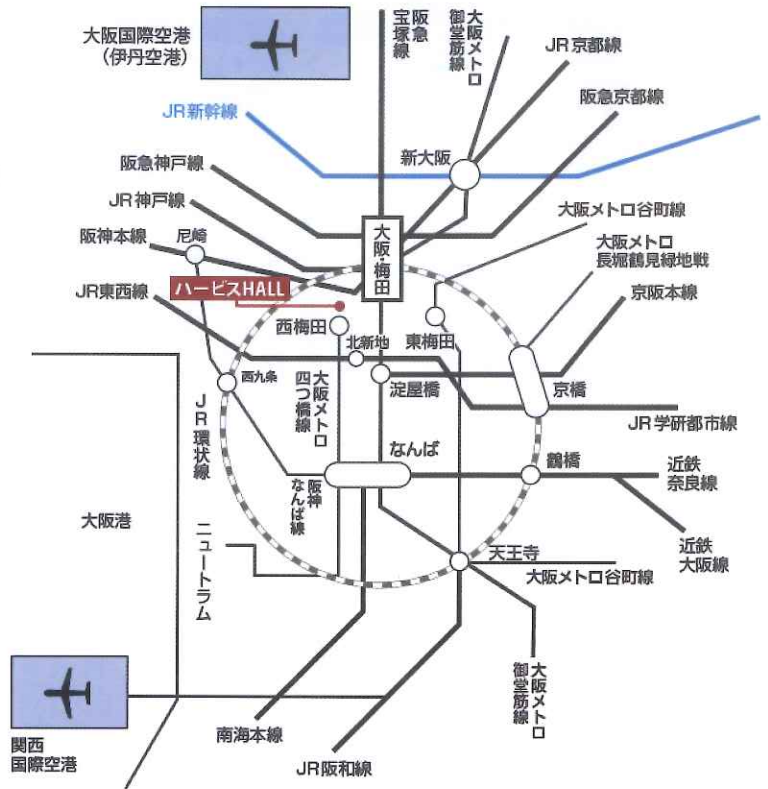 大阪国際空港
（伊丹空港）
阪急
宝塚線
大阪メトロ
御堂筋線
JR京都線
阪急京都線
JR新幹線
新大阪
阪急神戸線
JR神戸線
阪神本線
尼崎
大阪・梅田
大阪メトロ谷町線
大阪メトロ
長堀鶴見緑地戦
ハービスHALL
JR東西線
京阪本線
西梅田
北新地
東梅田
西九条
大阪メトロ
四つ橋線
淀屋橋
京橋
JR環状線
JR学研都市線
なんば
鶴橋
近鉄
奈良線
阪神
なんば線
大阪港
ニュートラム
天王寺
近鉄
大阪線
大阪メトロ谷町線
大阪メトロ
御堂筋線
関西
国際空港
南海本線
JR阪和線